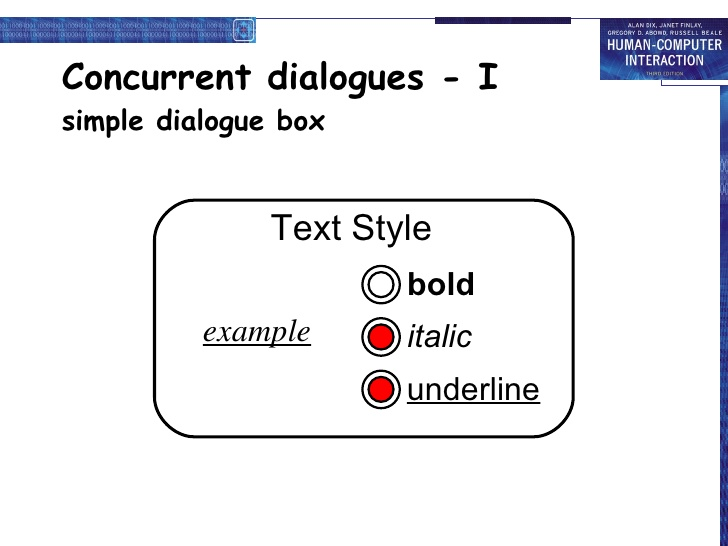 ALAN DIX, JANET FINLAY,
GREGORY D. ABOWD, RUSSELL BEALE
HUMAN-COMPUTER
INTERACTION
THIRD EDITION
Concurrent dialogues - I
simple dialogue box
Text Style
bold
example
italic
underline